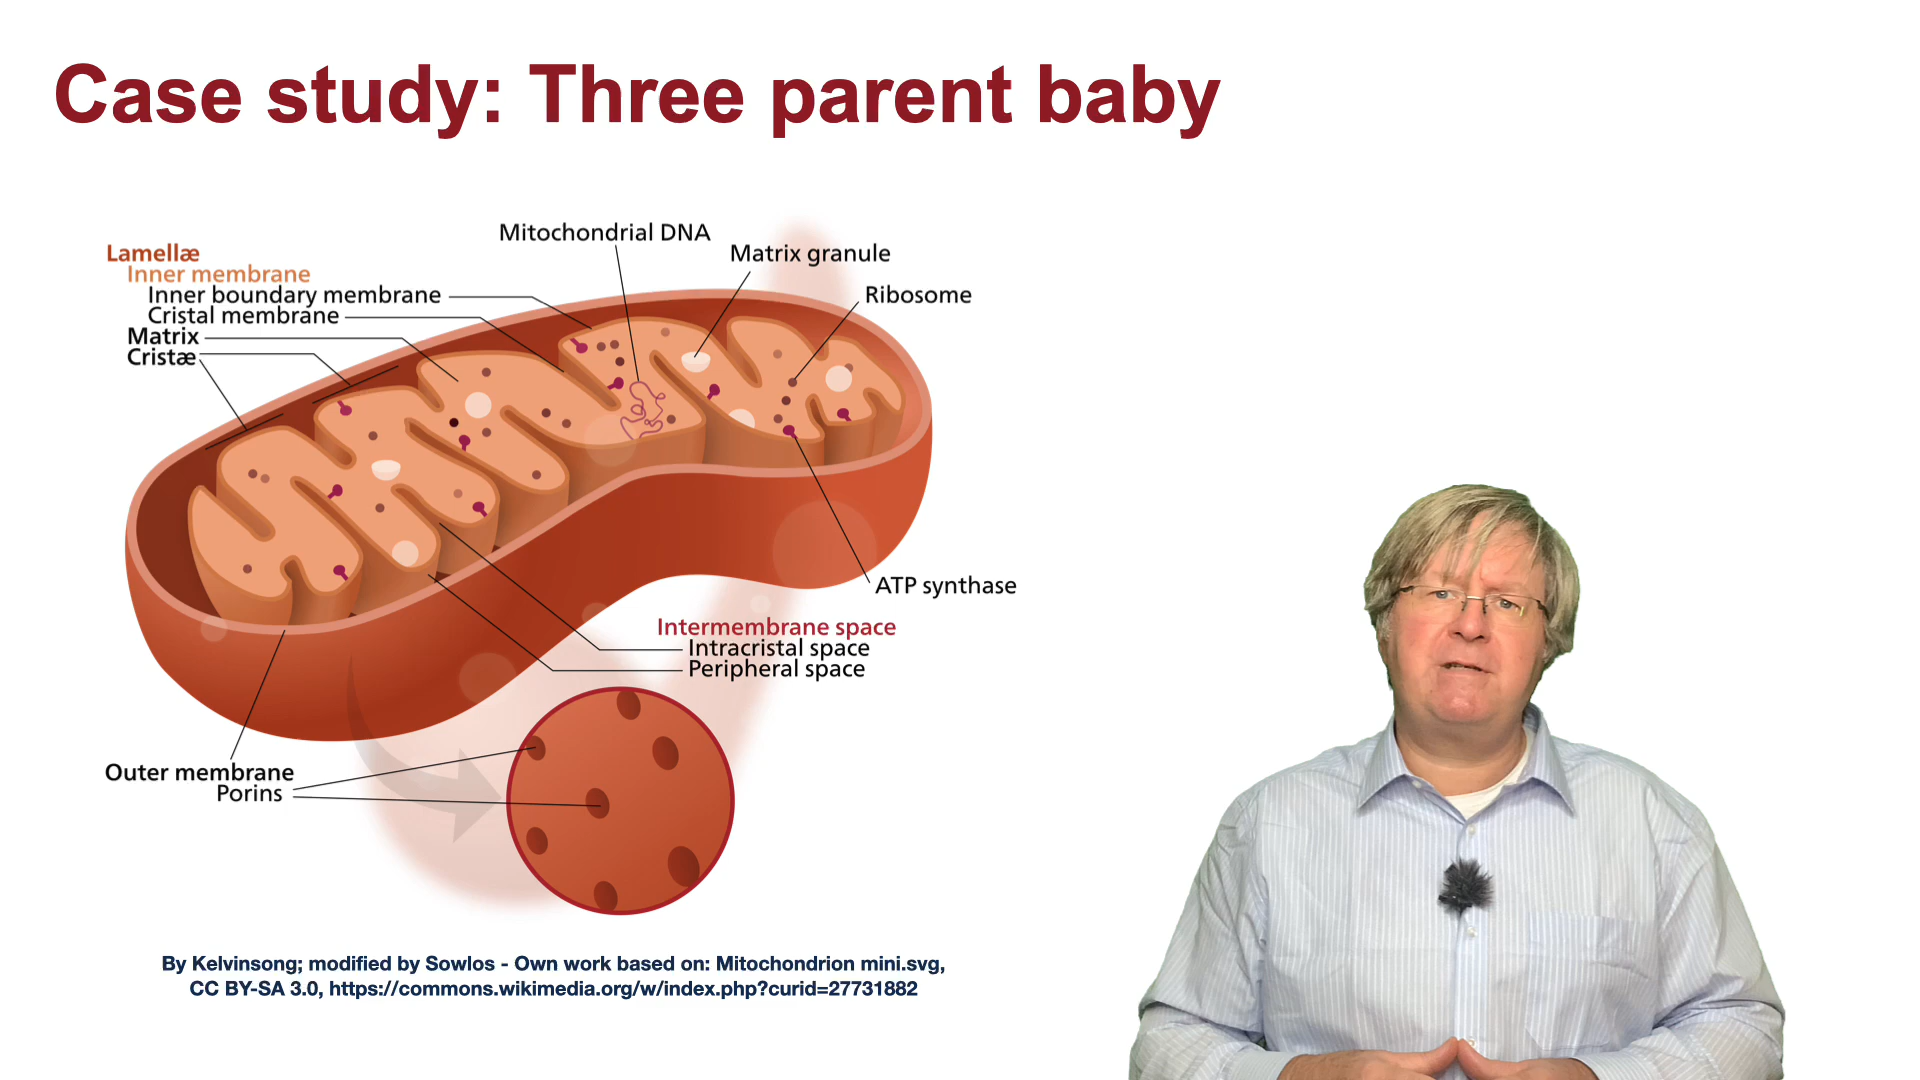 Case study: Three parent baby
Mitochondrial DNA
Matrix granule
Ribosome
Lamellæ
Inner membrane
Inner boundary membrane
Cristal membrane
Matrix
Cristæ
ATP synthase
Intermembrane space
Intracristal space
Peripheral space
Outer membrane
Porins
By Kelvinsong; modified by Sowlos - Own work based on: Mitochondrion mini.svg,
CC BY-SA 3.0, https://commons.wikimedia.org/w/index.php?curid=27731882